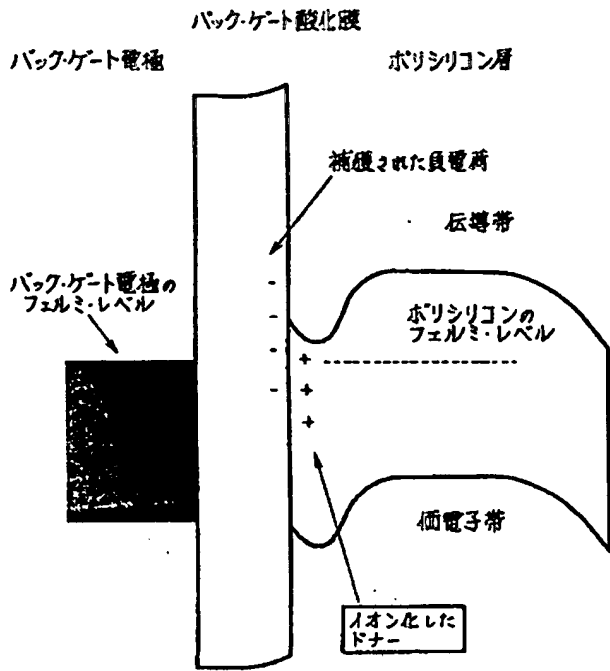 バック・ゲート酸化膜
バック・ゲート電極
ポリシリコン層
捕獲された負電荷
伝導帯
バック・ゲート電極の
フェルミ・レベル
ポリシリコンの
フェルミ・レベル
-
-
-
-
+
+
+
価電子帯
イオン化した
ドナー